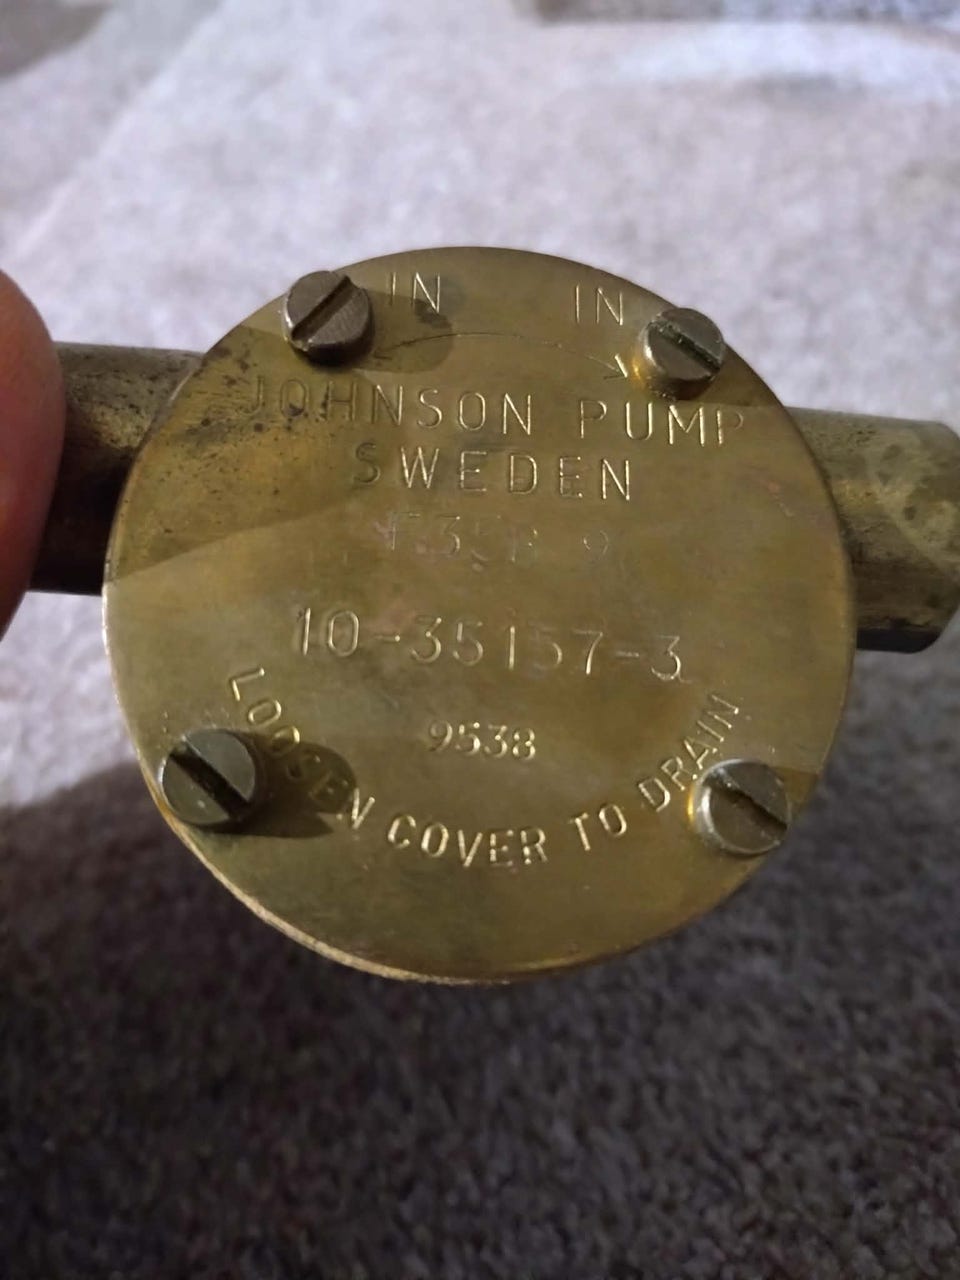 IN IN
JOHNSON PUMP
SWEDEN
10-35157-3
9538
LOOSEN COVER TO DRAIN